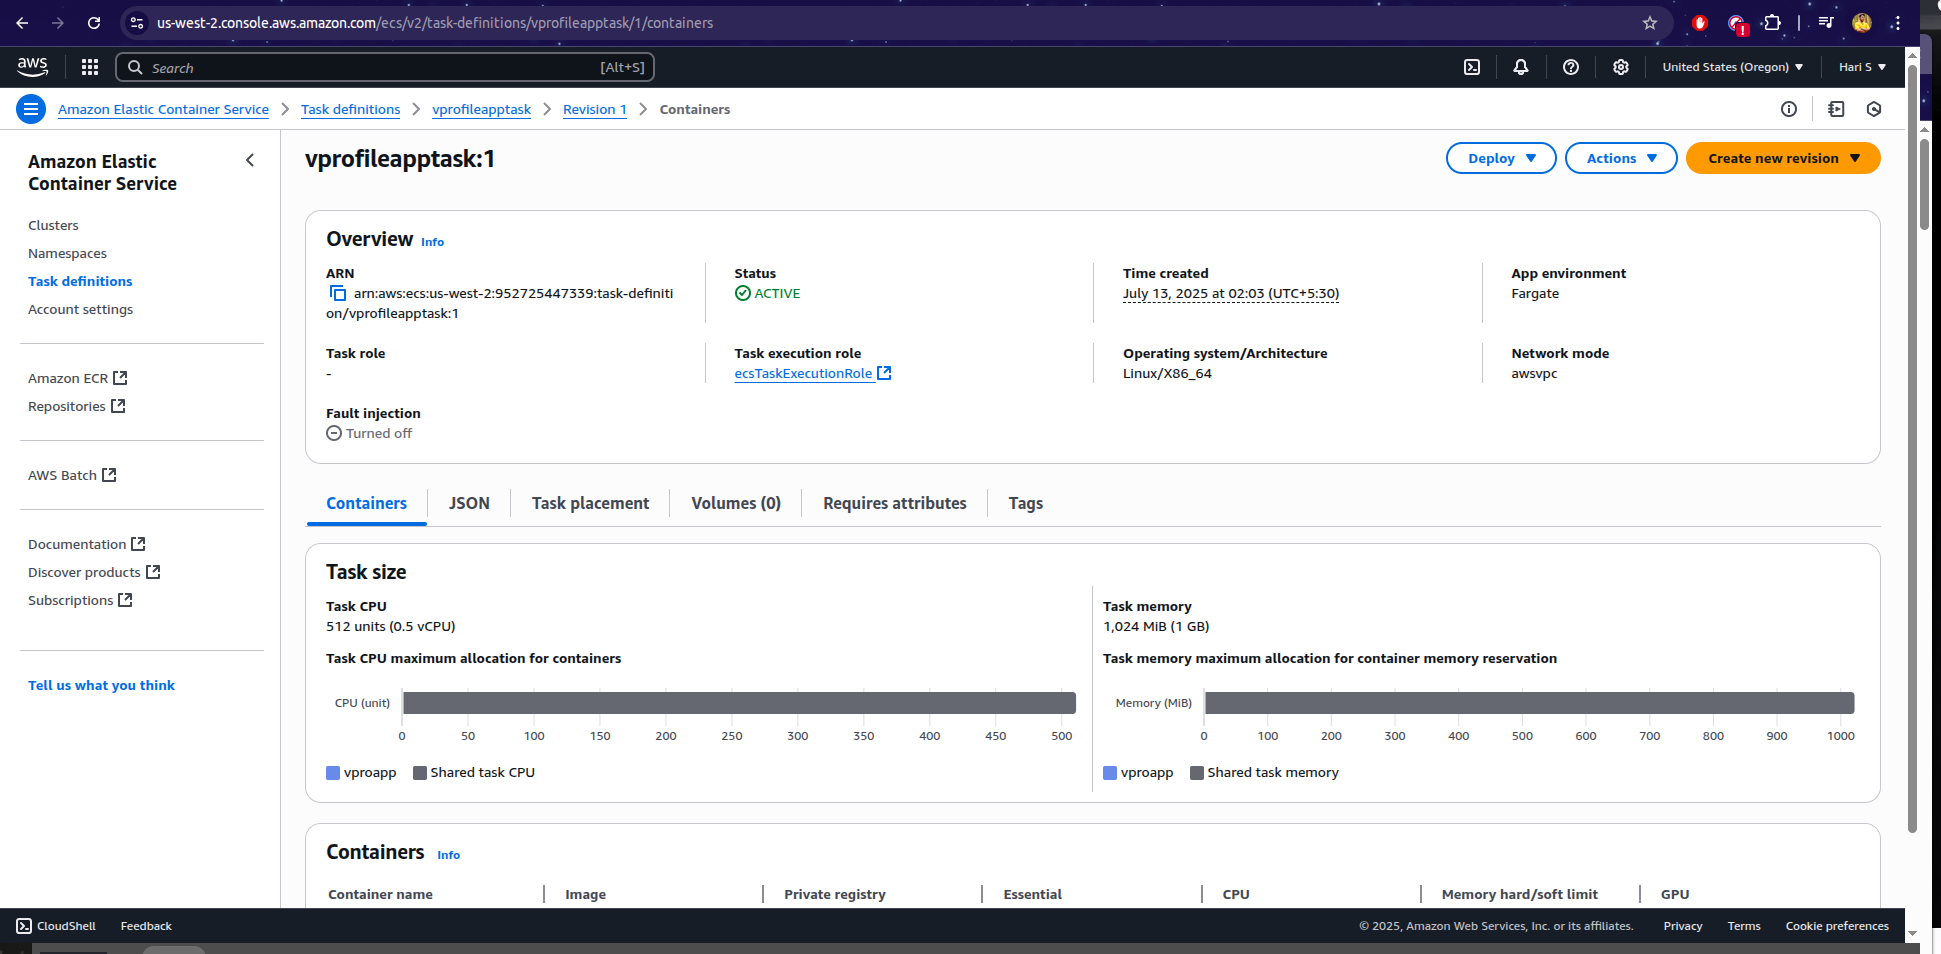 us-west-2.console.aws.amazon.com/ecs/v2/task-definitions/vprofileapptask/1/containers
aws
Search
[Alt+S]
United States (Oregon)
Hari S
Amazon Elastic Container Service
Task definitions
vprofileapptask
Revision 1
Containers
Amazon Elastic
Container Service
Clusters
Namespaces
Task definitions
Account settings
Amazon ECR
Repositories
AWS Batch
Documentation
Discover products
Subscriptions
Tell us what you think
vprofileapptask:1
Deploy
Actions
Create new revision
Overview Info
ARN
arn:aws:ecs:us-west-2:952725447339:task-definiti
on/vprofileapptask:1
Status
ACTIVE
Time created
July 13, 2025 at 02:03 (UTC+5:30)
App environment
Fargate
Task role
-
Task execution role
ecsTaskExecutionRole
Operating system/Architecture
Linux/X86_64
Network mode
awsvpc
Fault injection
Turned off
Containers
JSON
Task placement
Volumes (0)
Requires attributes
Tags
Task size
Task CPU
512 units (0.5 vCPU)
Task CPU maximum allocation for containers
CPU (unit)
0 50 100 150 200 250 300 350 400 450 500
vproapp Shared task CPU
Task memory
1,024 MiB (1 GB)
Task memory maximum allocation for container memory reservation
Memory (MiB)
0 100 200 300 400 500 600 700 800 900 1000
vproapp Shared task memory
Containers Info
Container name
Image
Private registry
Essential
CPU
Memory hard/soft limit
GPU
CloudShell
Feedback
© 2025, Amazon Web Services, Inc. or its affiliates.
Privacy
Terms
Cookie preferences